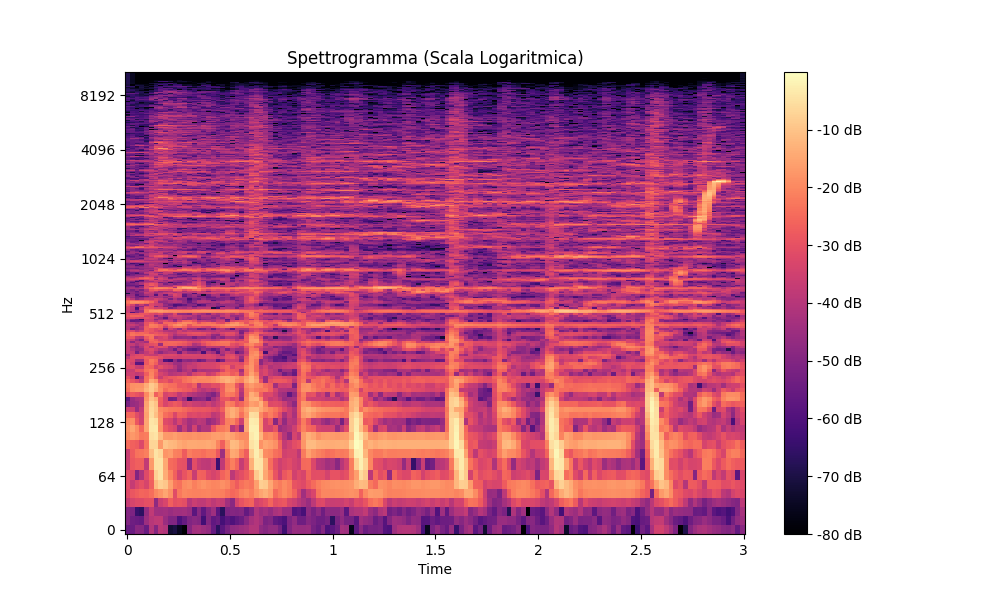 Spettrogramma (Scala Logaritmica)
Hz
8192
4096
2048
1024
512
256
128
64
0
0 0.5 1 1.5 2 2.5 3
Time
-10 dB
-20 dB
-30 dB
-40 dB
-50 dB
-60 dB
-70 dB
-80 dB